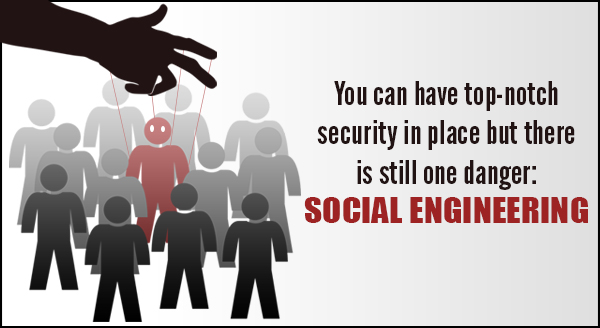 You can have top-notch
security in place but there
is still one danger:
SOCIAL ENGINEERING